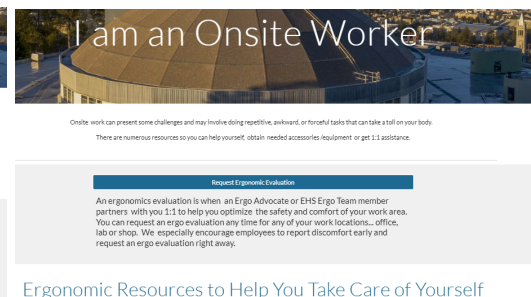 I am an Onsite Worker
Onsite work can present some challenges and may involve doing repetitive, awkward, or forceful tasks that can take a toll on your body.
There are numerous resources so you can help yourself, obtain needed accessories /equipment or get 1:1 assistance.
Request Ergonomic Evaluation
An ergonomics evaluation is when an Ergo Advocate or EHS Ergo Team member
partners with you 1:1 to help you optimize the safety and comfort of your work area.
You can request an ergo evaluation any time for any of your work locations... office,
lab or shop. We especially encourage employees to report discomfort early and
request an ergo evaluation right away.
Ergonomic Resources to Help You Take Care of Yourself